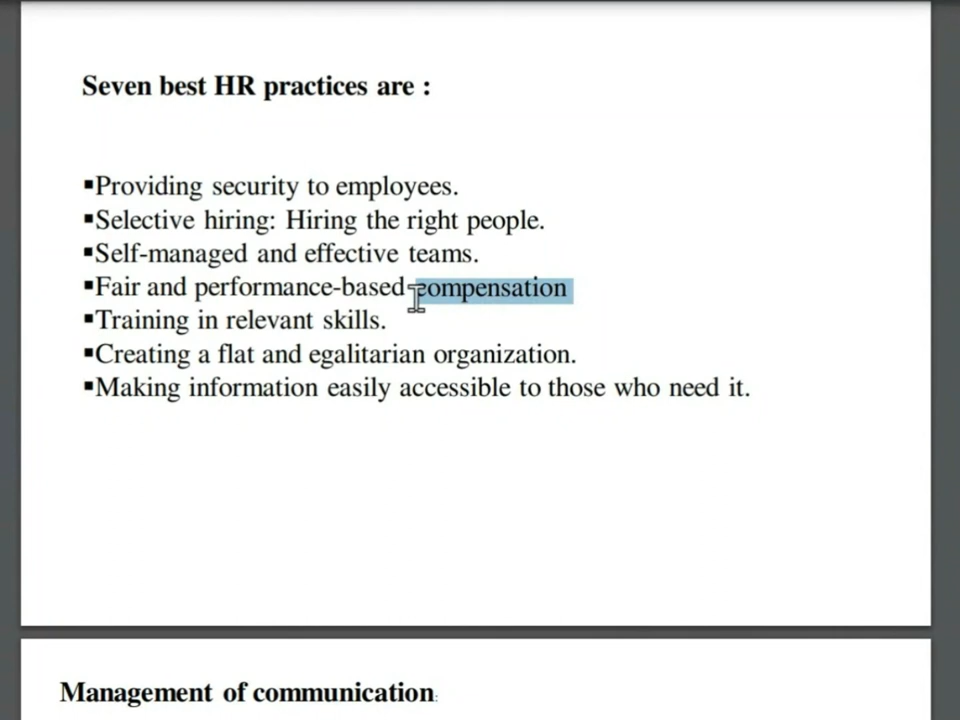 Seven best HR practices are :
▪Providing security to employees.
▪Selective hiring: Hiring the right people.
▪Self-managed and effective teams.
▪Fair and performance-based compensation
▪Training in relevant skills.
▪Creating a flat and egalitarian organization.
▪Making information easily accessible to those who need it.
Management of communication: